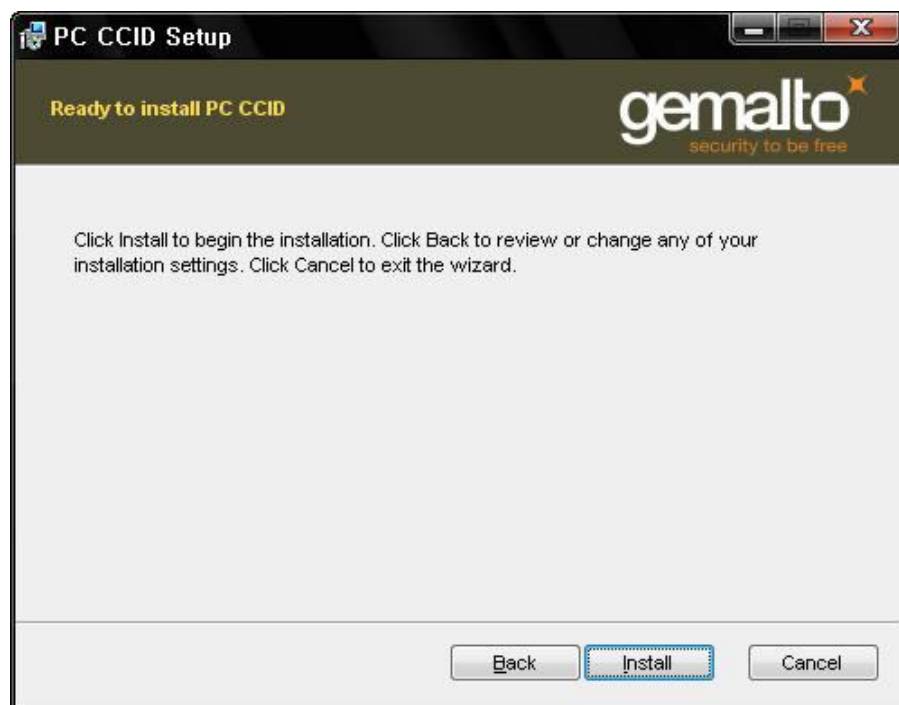 PC CCID Setup
Ready to install PC CCID
gemalto
security to be free
Click Install to begin the installation. Click Back to review or change any of your
installation settings. Click Cancel to exit the wizard.
Back
Install
Cancel